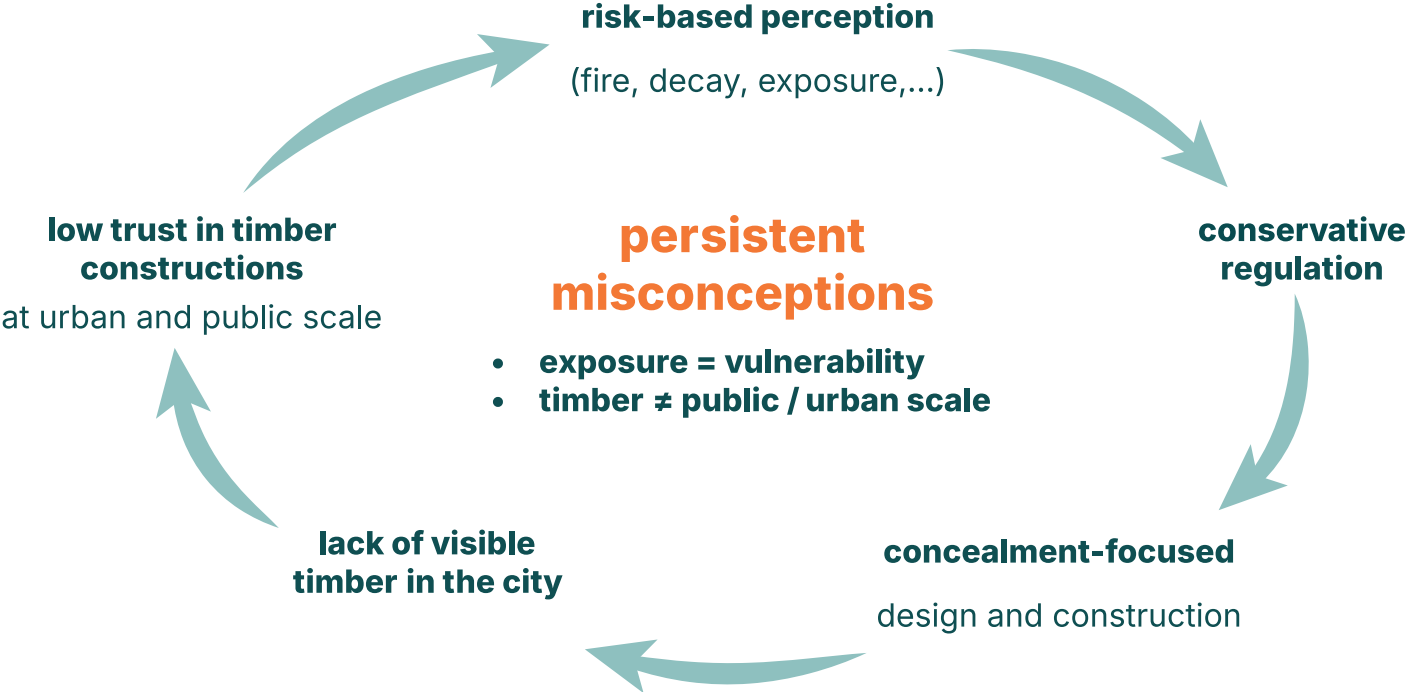 risk-based perception
(fire, decay, exposure,...)
conservative
regulation
concealment-focused
design and construction
lack of visible
timber in the city
low trust in timber
constructions
at urban and public scale
persistent
misconceptions
• exposure = vulnerability
• timber ≠ public / urban scale